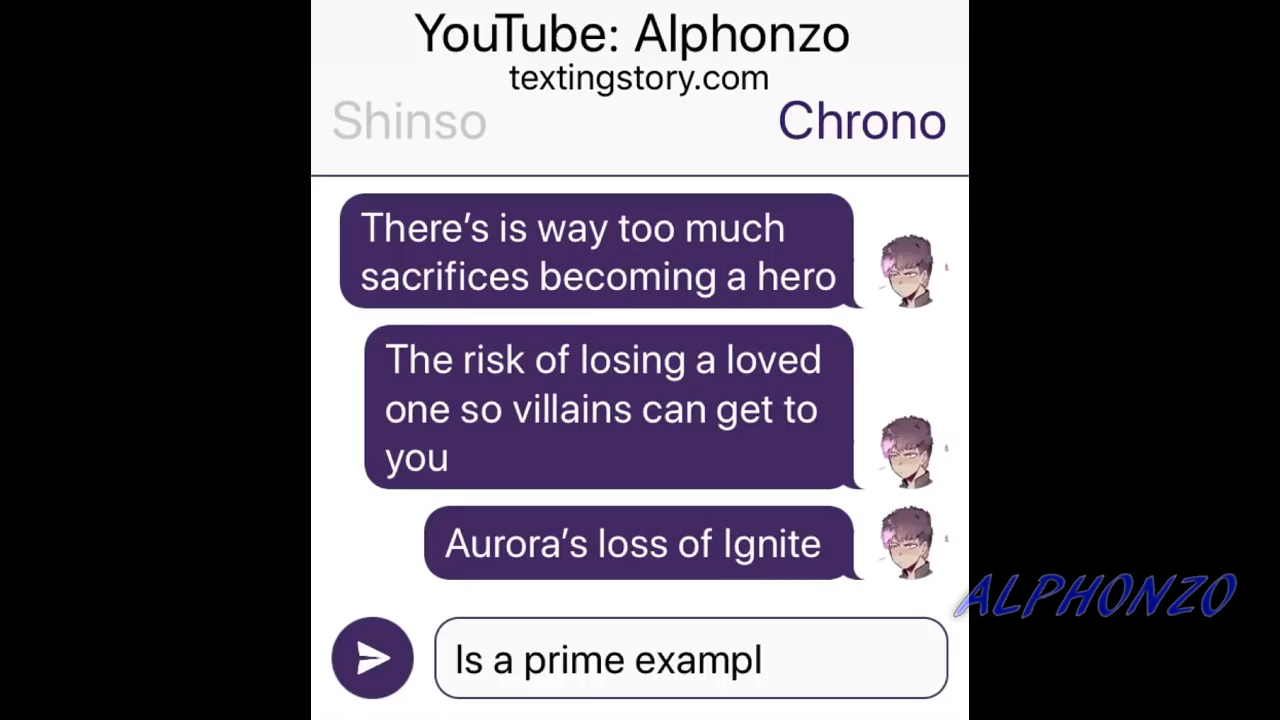 YouTube: Alphonzo
textingstory.com
Shinso
Chrono
There's is way too much
sacrifices becoming a hero
The risk of losing a loved
one so villains can get to
you
Aurora's loss of Ignite
ALPHONZO
Is a prime exampl